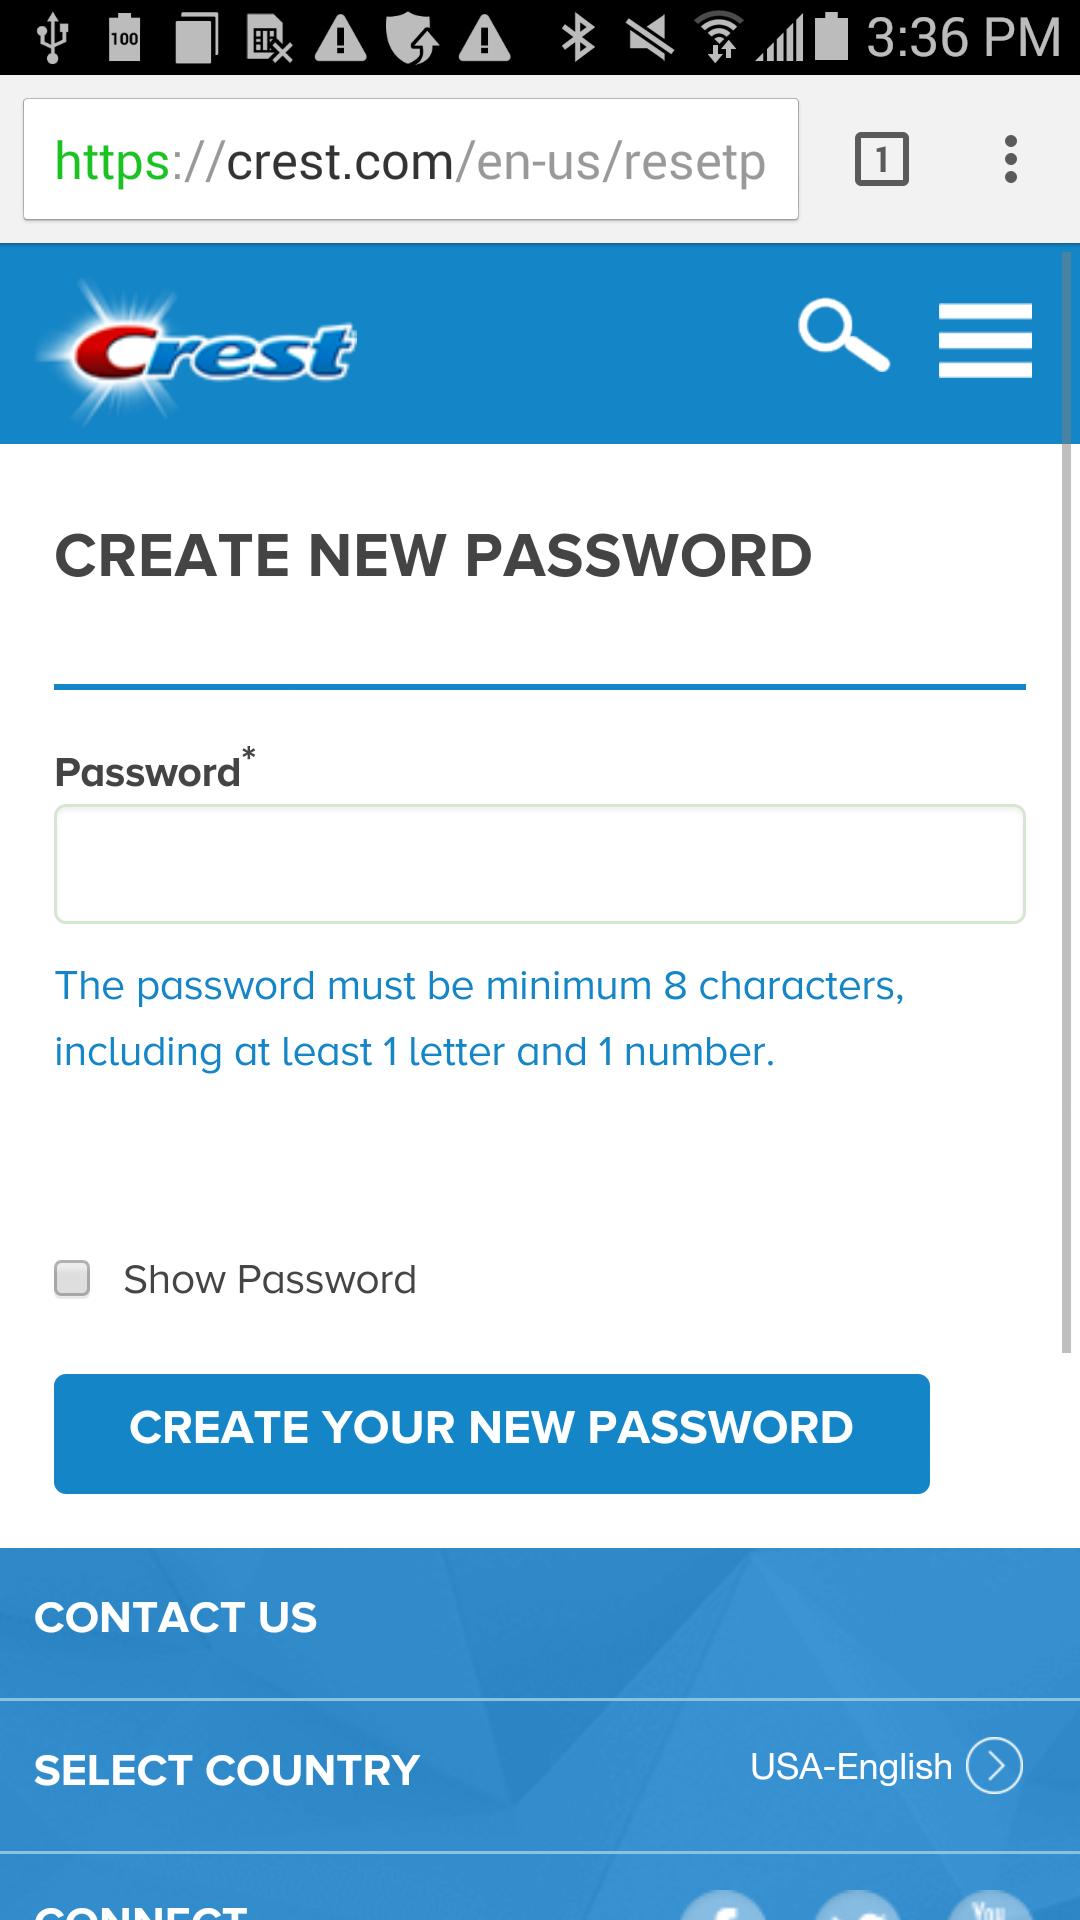 100
3:36 PM
https://crest.com/en-us/resetp
1
Crest
CREATE NEW PASSWORD
Password*
The password must be minimum 8 characters,
including at least 1 letter and 1 number.
Show Password
CREATE YOUR NEW PASSWORD
CONTACT US
SELECT COUNTRY
USA-English
CONNECT
You